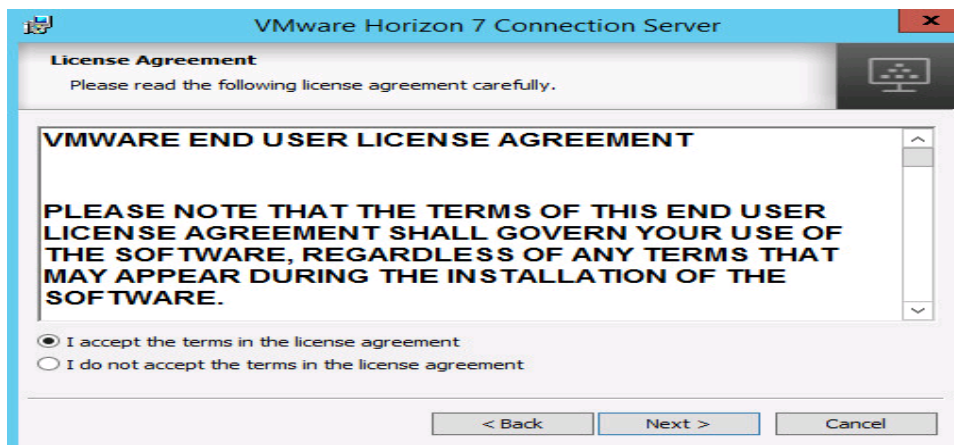 VMware Horizon 7 Connection Server
x
License Agreement
Please read the following license agreement carefully.
VMWARE END USER LICENSE AGREEMENT
PLEASE NOTE THAT THE TERMS OF THIS END USER
LICENSE AGREEMENT SHALL GOVERN YOUR USE OF
THE SOFTWARE, REGARDLESS OF ANY TERMS THAT
MAY APPEAR DURING THE INSTALLATION OF THE
SOFTWARE.
I accept the terms in the license agreement
I do not accept the terms in the license agreement
< Back Next > Cancel